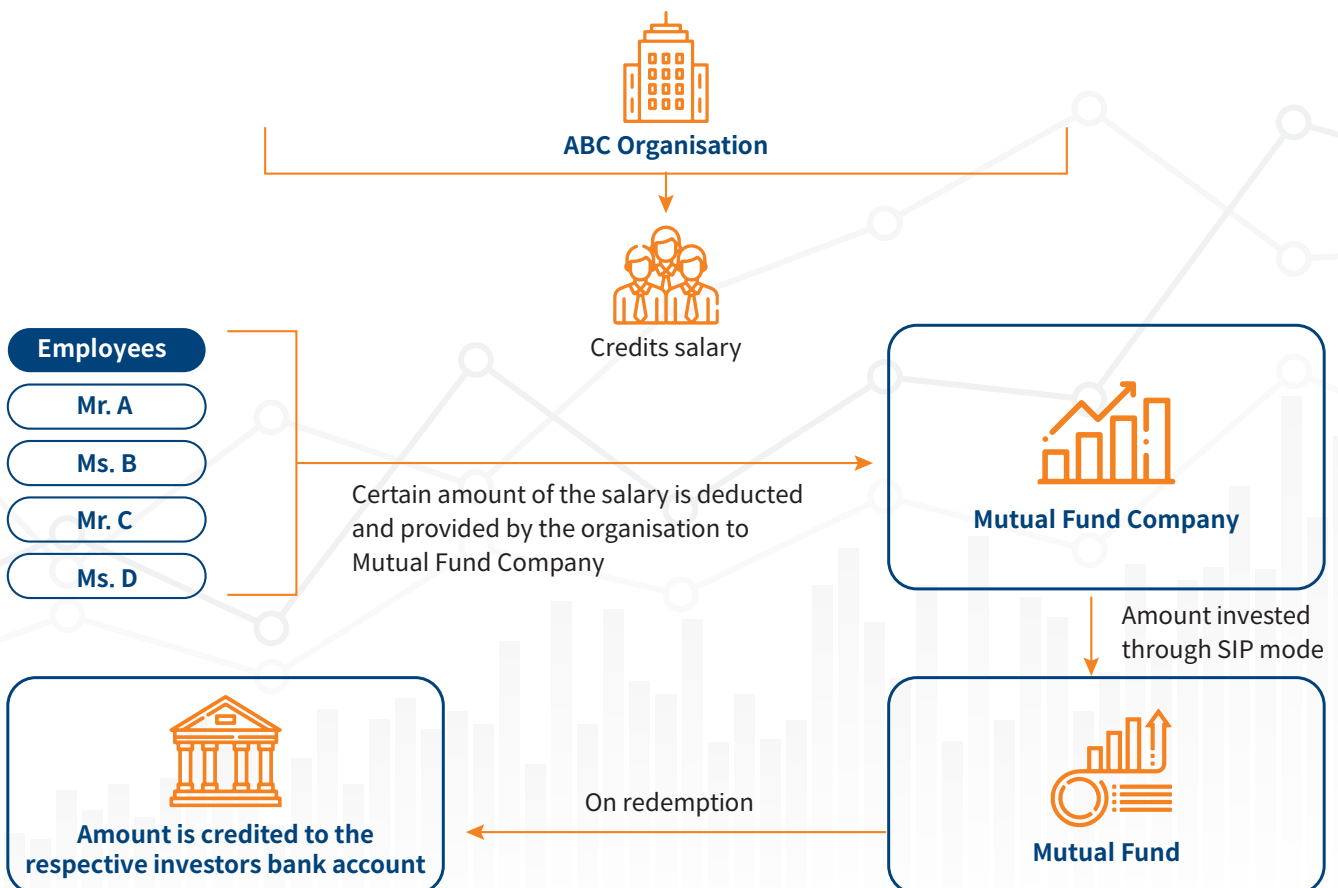 ABC Organisation
Credits salary
Employees
Mr. A
Ms. B
Mr. C
Ms. D
Certain amount of the salary is deducted
and provided by the organisation to
Mutual Fund Company
Mutual Fund Company
Amount invested
through SIP mode
Mutual Fund
On redemption
Amount is credited to the
respective investors bank account